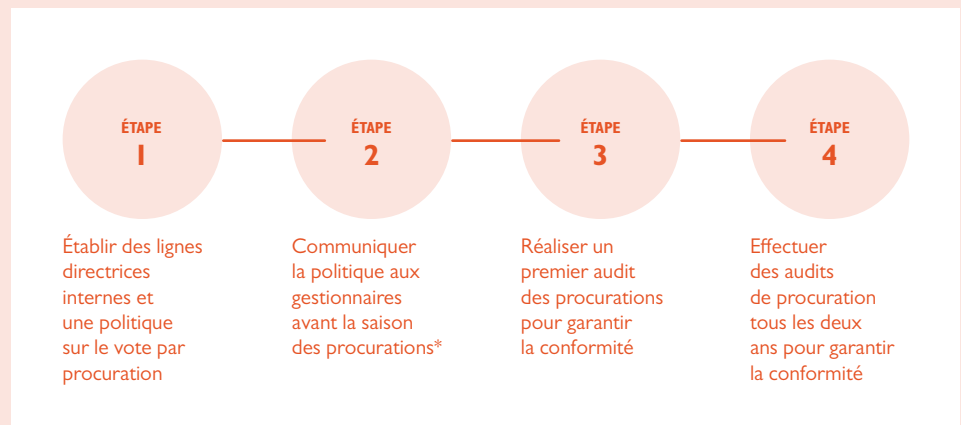 ÉTAPE
1
Établir des lignes
directrices
internes et
une politique
sur le vote par
procuration
ÉTAPE
2
Communiquer
la politique aux
gestionnaires
avant la saison
des procurations*
ÉTAPE
3
Réaliser un
premier audit
des procurations
pour garantir
la conformité
ÉTAPE
4
Effectuer
des audits
de procuration
tous les deux
ans pour garantir
la conformité